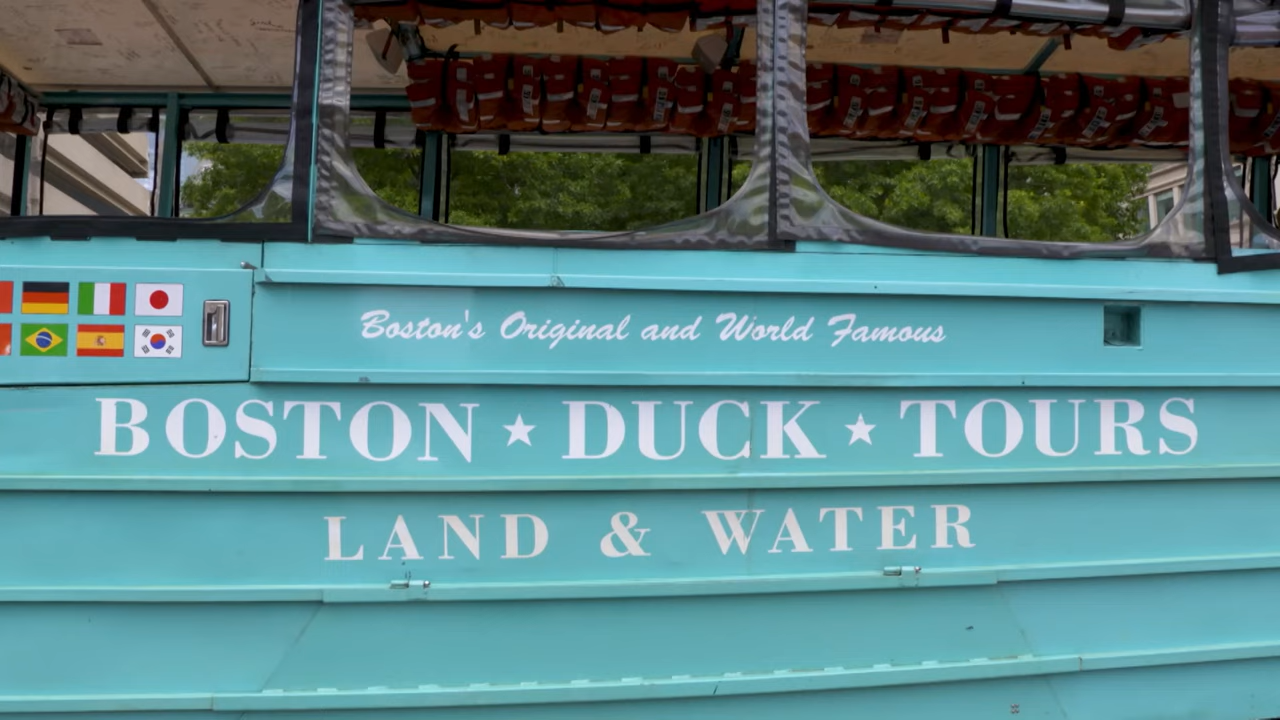 Boston's Original and World Famous
BOSTON ★ DUCK ★ TOURS
LAND & WATER